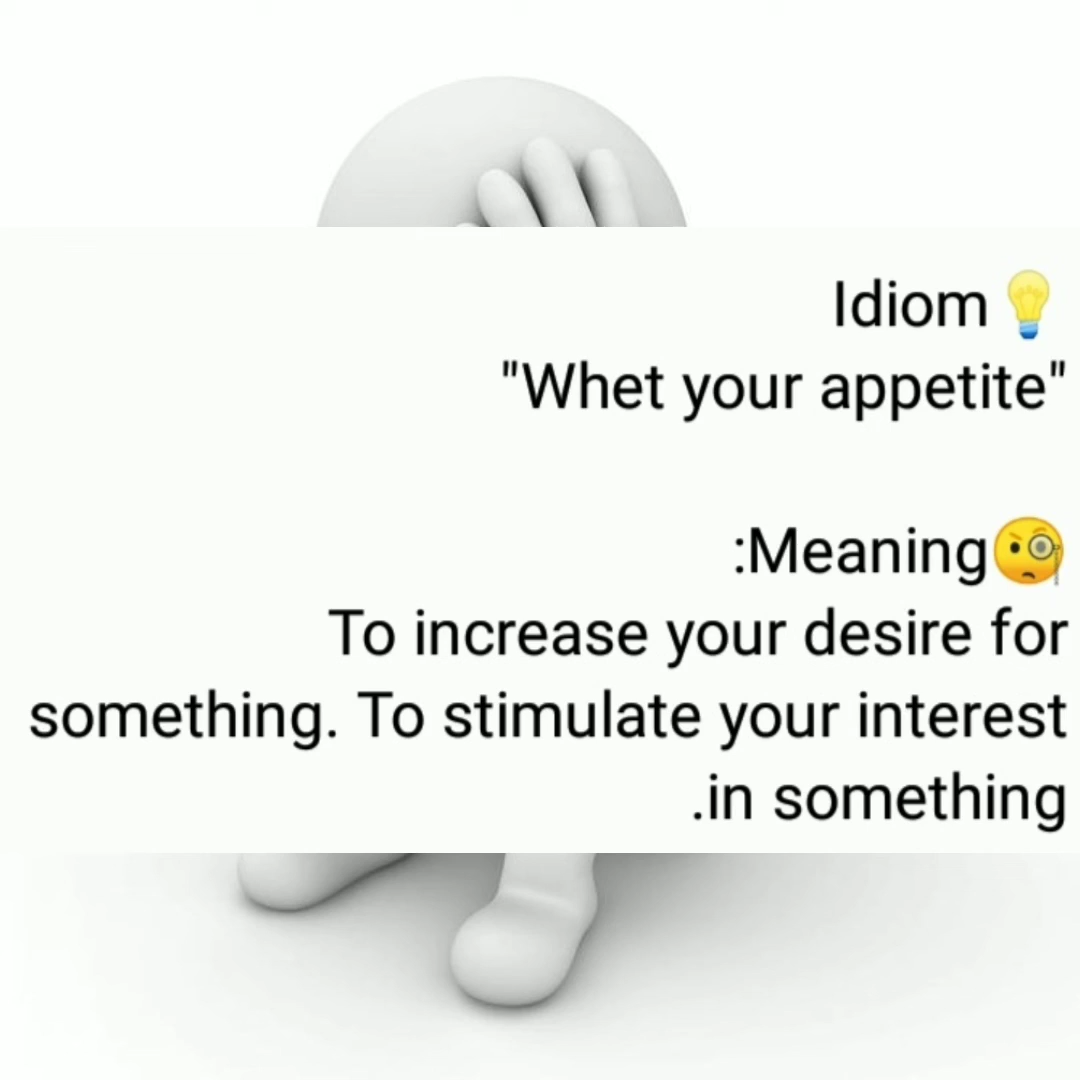 Idiom 💡
"Whet your appetite"
:Meaning🧐
To increase your desire for
something. To stimulate your interest
.in something